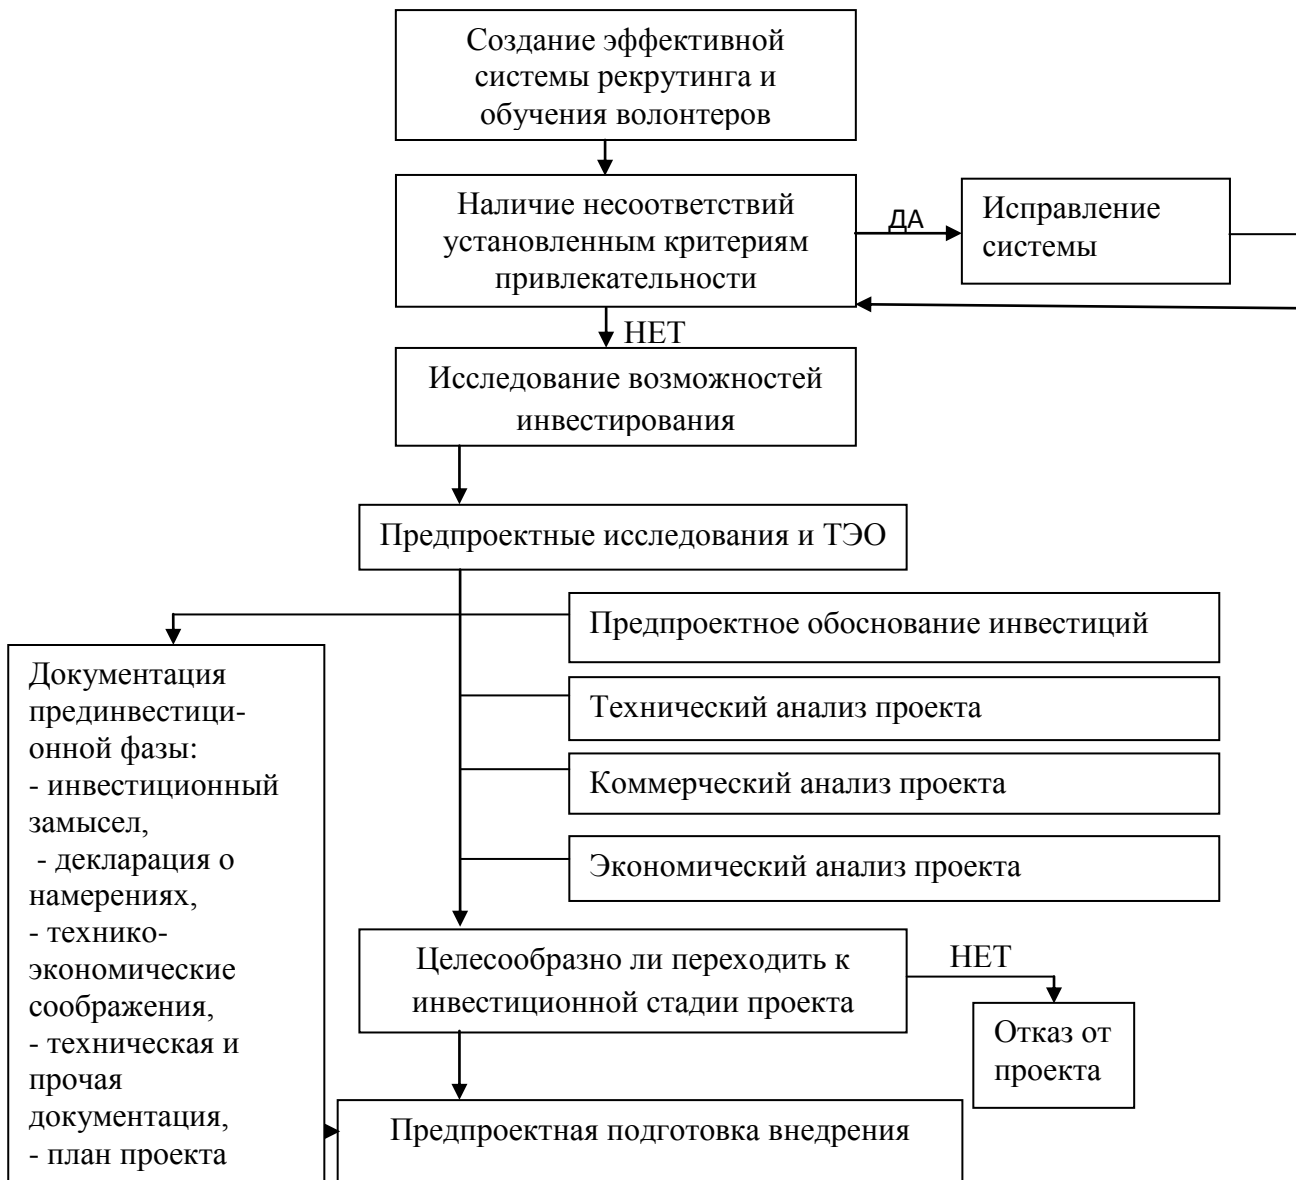 Создание эффективной
системы рекрутинга и
обучения волонтеров
Наличие несоответствий
установленным критериям
привлекательности
ДА
Исправление
системы
НЕТ
Исследование возможностей
инвестирования
Предпроектные исследования и ТЭО
Предпроектное обоснование инвестиций
Технический анализ проекта
Коммерческий анализ проекта
Экономический анализ проекта
Документация
прединвестици-
онной фазы:
- инвестиционный
замысел,
- декларация о
намерениях,
- технико-
экономические
соображения,
- техническая и
прочая
документация,
- план проекта
Целесообразно ли переходить к
инвестиционной стадии проекта
НЕТ
Отказ от
проекта
Предпроектная подготовка внедрения